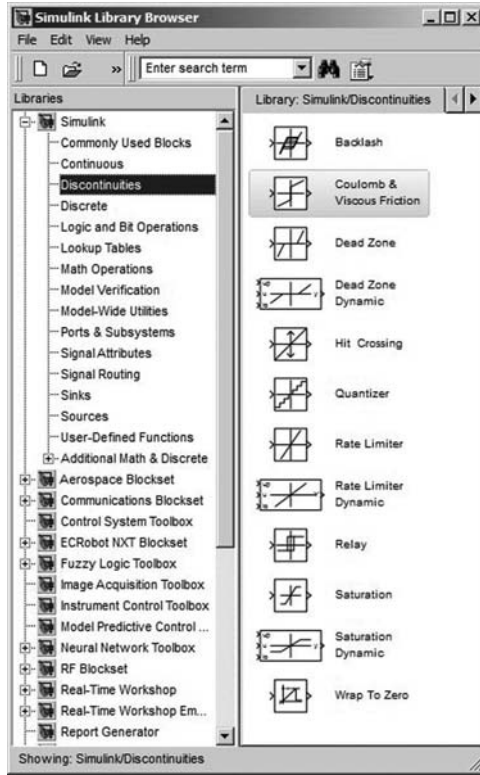 Simulink Library Browser
File Edit View Help
» Enter search term
Libraries
Simulink
Commonly Used Blocks
Continuous
Discontinuities
Discrete
Logic and Bit Operations
Lookup Tables
Math Operations
Model Verification
Model-Wide Utilities
Ports & Subsystems
Signal Attributes
Signal Routing
Sinks
Sources
User-Defined Functions
Additional Math & Discrete
Aerospace Blockset
Communications Blockset
Control System Toolbox
ECRobot NXT Blockset
Fuzzy Logic Toolbox
Image Acquisition Toolbox
Instrument Control Toolbox
Model Predictive Control ...
Neural Network Toolbox
RF Blockset
Real-Time Workshop
Real-Time Workshop Em...
Report Generator
Library: Simulink/Discontinuities
Backlash
Coulomb &
Viscous Friction
Dead Zone
Dead Zone
Dynamic
Hit Crossing
Quantizer
Rate Limiter
Rate Limiter
Dynamic
Relay
Saturation
Saturation
Dynamic
Wrap To Zero
Showing: Simulink/Discontinuities